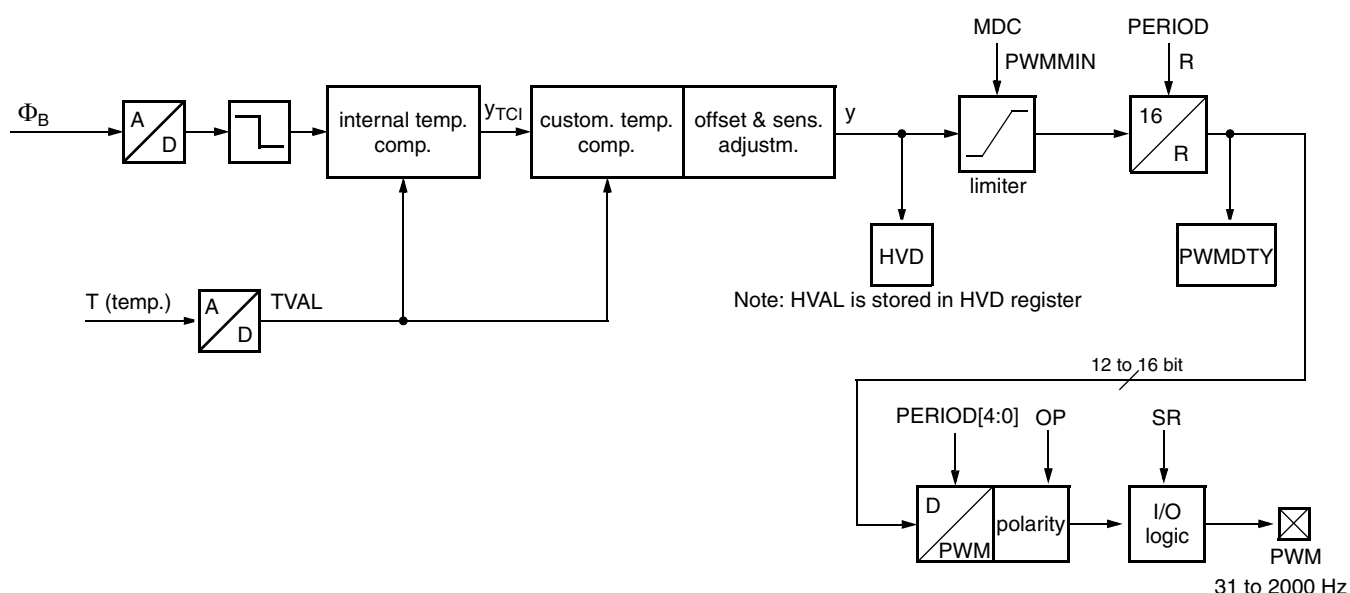 MDC
PERIOD
PWMMIN
R
Φ_B
A
D
internal temp.
comp.
y_TCI
custom. temp.
comp.
offset & sens.
adjustm.
y
limiter
16
R
HVD
PWMDTY
Note: HVAL is stored in HVD register
T (temp.)
A
D
TVAL
12 to 16 bit
PERIOD[4:0]
OP
SR
D
PWM
polarity
I/O
logic
PWM
31 to 2000 Hz